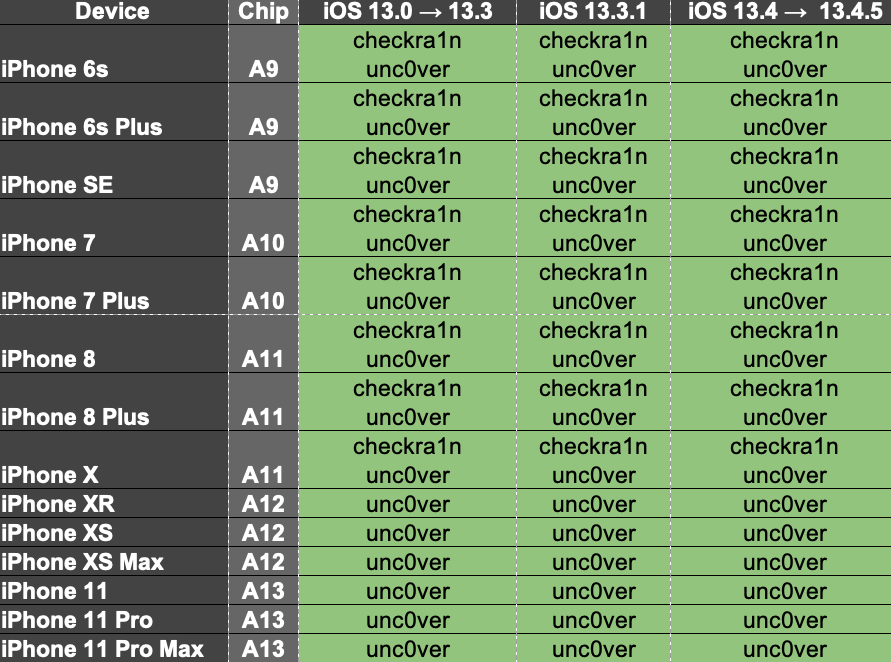 Device Chip iOS 13.0 → 13.3 iOS 13.3.1 iOS 13.4 → 13.4.5
checkra1n checkra1n checkra1n
iPhone 6s A9 unc0ver unc0ver unc0ver
checkra1n checkra1n checkra1n
iPhone 6s Plus A9 unc0ver unc0ver unc0ver
checkra1n checkra1n checkra1n
iPhone SE A9 unc0ver unc0ver unc0ver
checkra1n checkra1n checkra1n
iPhone 7 A10 unc0ver unc0ver unc0ver
checkra1n checkra1n checkra1n
iPhone 7 Plus A10 unc0ver unc0ver unc0ver
checkra1n checkra1n checkra1n
iPhone 8 A11 unc0ver unc0ver unc0ver
checkra1n checkra1n checkra1n
iPhone 8 Plus A11 unc0ver unc0ver unc0ver
checkra1n checkra1n checkra1n
iPhone X A11 unc0ver unc0ver unc0ver
iPhone XR A12 unc0ver unc0ver unc0ver
iPhone XS A12 unc0ver unc0ver unc0ver
iPhone XS Max A12 unc0ver unc0ver unc0ver
iPhone 11 A13 unc0ver unc0ver unc0ver
iPhone 11 Pro A13 unc0ver unc0ver unc0ver
iPhone 11 Pro Max A13 unc0ver unc0ver unc0ver